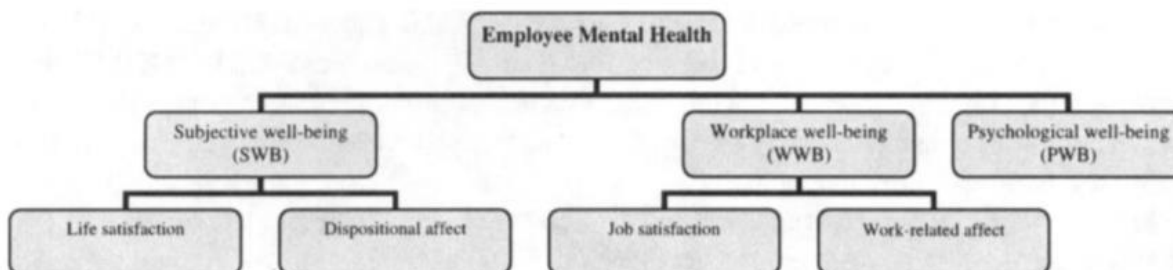 Employee Mental Health
Subjective well-being
(SWB)
Workplace well-being
(WWB)
Psychological well-being
(PWB)
Life satisfaction
Dispositional affect
Job satisfaction
Work-related affect